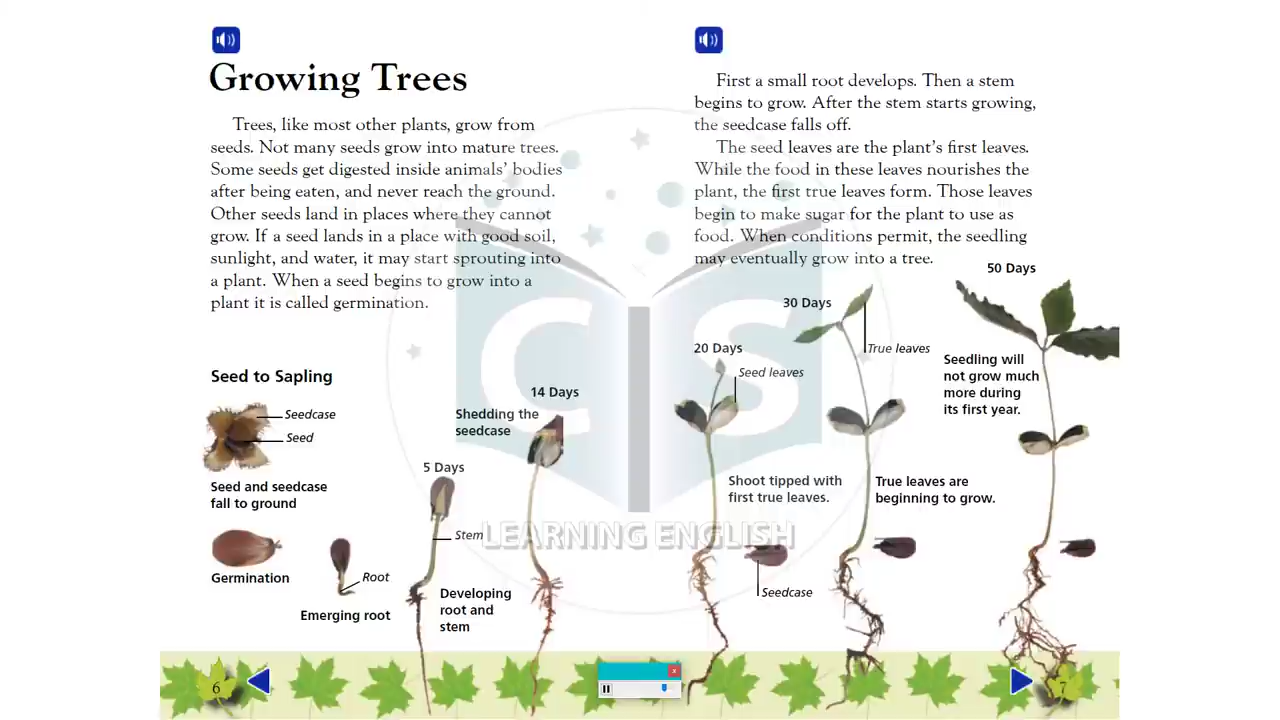 Growing Trees
Trees, like most other plants, grow from
seeds. Not many seeds grow into mature trees.
Some seeds get digested inside animals' bodies
after being eaten, and never reach the ground.
Other seeds land in places where they cannot
grow. If a seed lands in a place with good soil,
sunlight, and water, it may start sprouting into
a plant. When a seed begins to grow into a
plant it is called germination.
Seed to Sapling
Seedcase
Seed
Seed and seedcase
fall to ground
Germination
Root
Emerging root
5 Days
Stem
Developing
root and
stem
14 Days
Shedding the
seedcase
6
First a small root develops. Then a stem
begins to grow. After the stem starts growing,
the seedcase falls off.
The seed leaves are the plant's first leaves.
While the food in these leaves nourishes the
plant, the first true leaves form. Those leaves
begin to make sugar for the plant to use as
food. When conditions permit, the seedling
may eventually grow into a tree.
20 Days
Seed leaves
Shoot tipped with
first true leaves.
Seedcase
30 Days
True leaves
True leaves are
beginning to grow.
50 Days
Seedling will
not grow much
more during
its first year.
7
CS
LEARNING ENGLISH